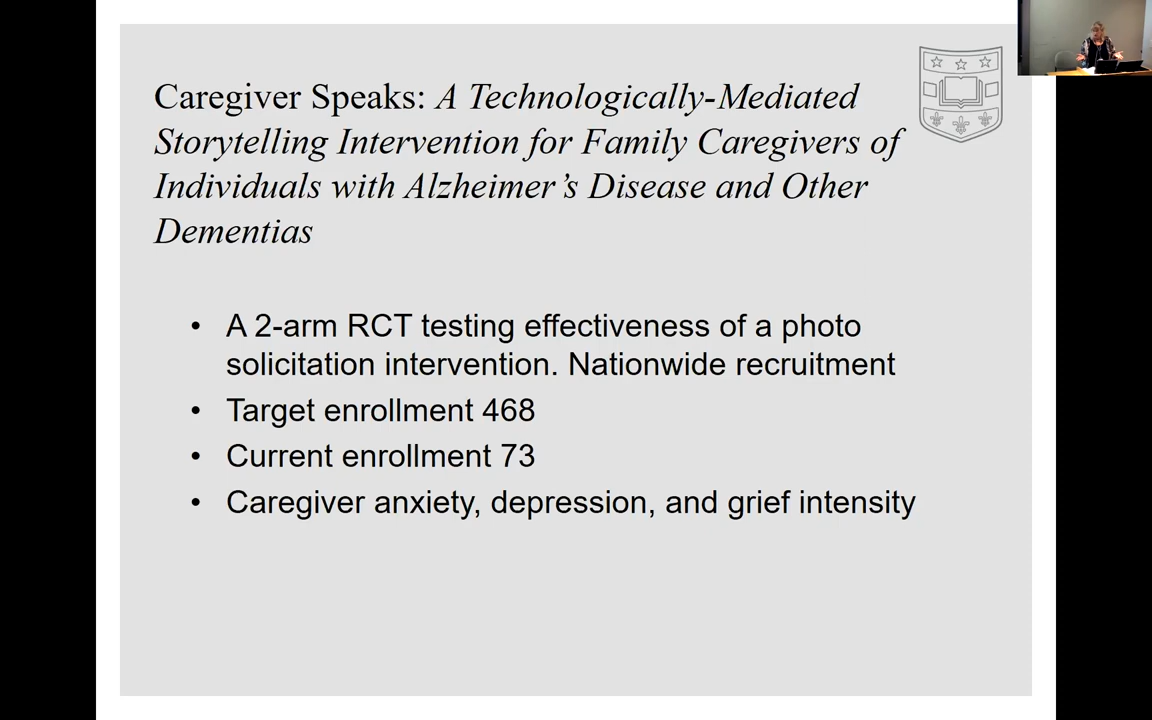 Caregiver Speaks: A Technologically-Mediated
Storytelling Intervention for Family Caregivers of
Individuals with Alzheimer’s Disease and Other
Dementias
• A 2-arm RCT testing effectiveness of a photo
solicitation intervention. Nationwide recruitment
• Target enrollment 468
• Current enrollment 73
• Caregiver anxiety, depression, and grief intensity